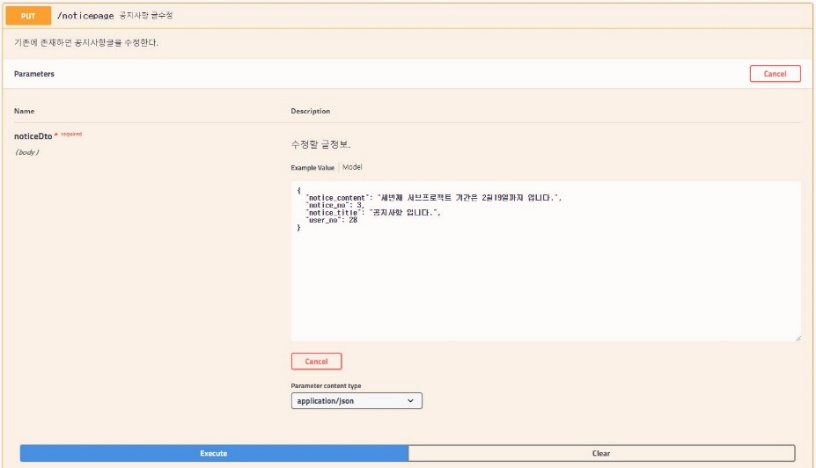 PUT /noticepage 공지사항 글수정
기존에 존재하면 공지사항글을 수정한다.
Parameters Cancel
Name Description
noticeDto * required
(body)
수정할 글정보.
Example Value | Model
{
"notice_content": "세번째 서브프로젝트 기간은 2월19일까지 입니다.",
"notice_no": 3,
"notice_title": "공지사항 입니다.",
"user_no": 28
}
Cancel
Parameter content type
application/json
Execute Clear